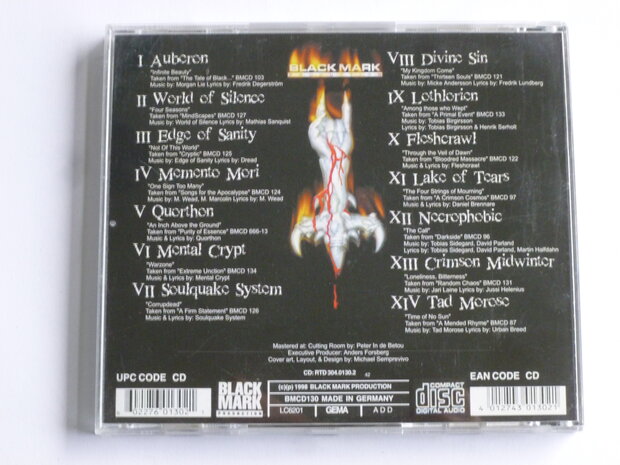 I Auberon
"Infinite Beauty"
Taken from "The Tale of Black..." BMCD 103
Music by: Morgan Lie Lyrics by: Fredrik Degerström
II World of Silence
"Four Seasons"
Taken from "MindScapes" BMCD 127
Music by: World of Silence Lyrics by: Mathias Sanquist
III Edge of Sanity
"Not Of This World"
Taken from "Cryptic" BMCD 125
Music by: Edge of Sanity Lyrics by: Dread
IV Memento Mori
"One Sign Too Many"
Taken from "Songs for the Apocalypse" BMCD 124
Music by: M. Wead, M. Marcolin Lyrics by: M. Wead
V Quorthon
"An Inch Above the Ground"
Taken from "Purity of Essence" 666-13
Music & Lyrics by: Quorthon
VI Mental Crypt
"Warzone"
Taken from "Extreme Unction" BMCD 134
Music & Lyrics by: Mental Crypt
VII Soulquake System
"Corrupdead"
Taken from "A Firm Statement" BMCD 126
Music & Lyrics by: Soulquake System
BLACK MARK
VIII Divine Sin
"My Kingdom Come"
Taken from "Thirteen Souls" BMCD 121
Music by: Micke Andersson Lyrics by: Fredrik Lundberg
IX Lothlorien
"Among those who Wept"
Taken from "A Primal Event" BMCD 133
Music by: Tobias Birgirsson
Lyrics by: Tobias Birgirsson & Henrik Serholt
X Fleshcrawl
"Through the Veil of Dawn"
Taken from "Bloodred Massacre" BMCD 122
Music & Lyrics by: Fleshcrawl
XI Lake of Tears
"The Four Strings of Mourning"
Taken from "A Crimson Cosmos" BMCD 97
Music & Lyrics by: Daniel Brennare
XII Necrophobic
"The Call"
Taken from "Darkside" BMCD 96
Music by: Tobias Sidegard, David Parland
Lyrics by: Tobias Sidegard, David Parland, Martin Halfdahn
XIII Crimson Midwinter
"Loneliness, Bitterness"
Taken from "Random Chaos" BMCD 131
Music by: Jari Laine Lyrics by: Jussi Helenius
XIV Tad Morose
"Time of No Sun"
Taken from "A Mended Rhyme" BMCD 87
Music by: Tad Morose Lyrics by: Urban Breed
Mastered at: Cutting Room by: Peter In de Betou
Executive Producer: Anders Forsberg
Cover art, Layout, & Design by: Michael Semprevivo
CD: RTD 304.0130.2 42
UPC CODE CD
BLACK MARK PRODUCTION
(c)(p) 1998 BLACK MARK PRODUCTION
BMCD130 MADE IN GERMANY
LC6201 GEMA ADD
COMPACT disc DIGITAL AUDIO
EAN CODE CD
02276 01302
4 012743 013021